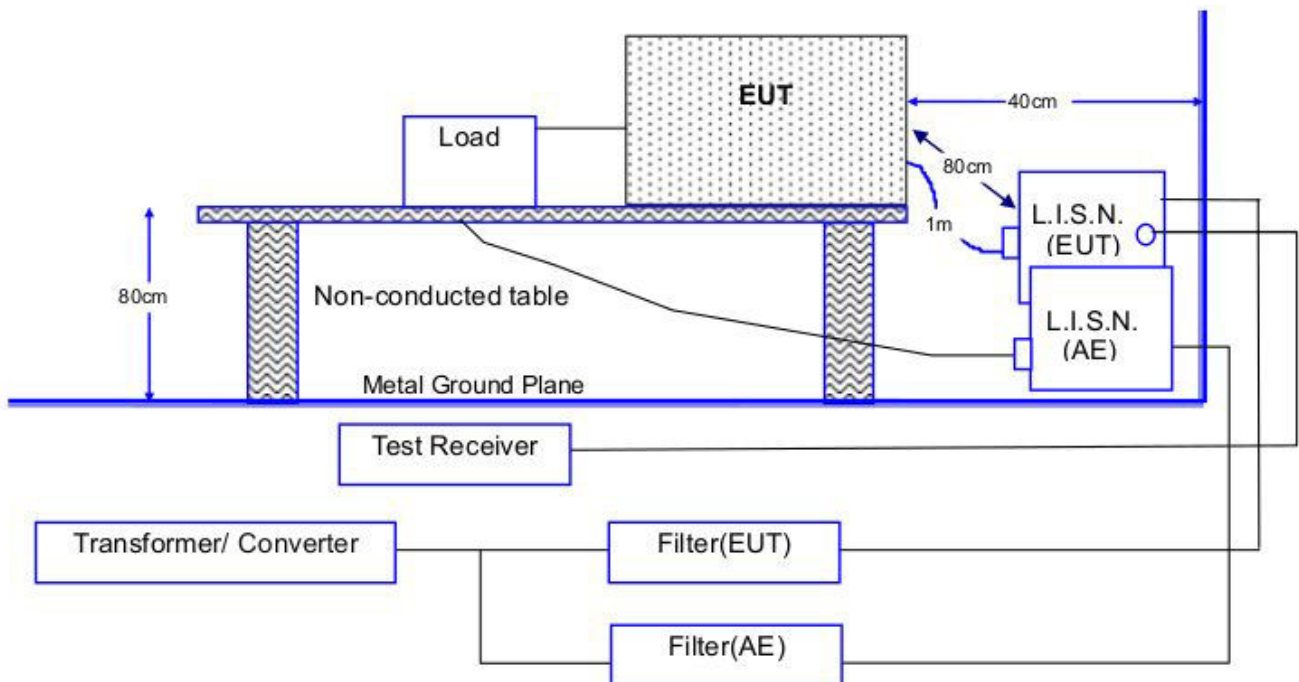 EUT
40cm
Load
80cm
L.I.S.N.
(EUT)
1m
80cm
Non-conducted table
L.I.S.N.
(AE)
Metal Ground Plane
Test Receiver
Transformer/ Converter
Filter(EUT)
Filter(AE)